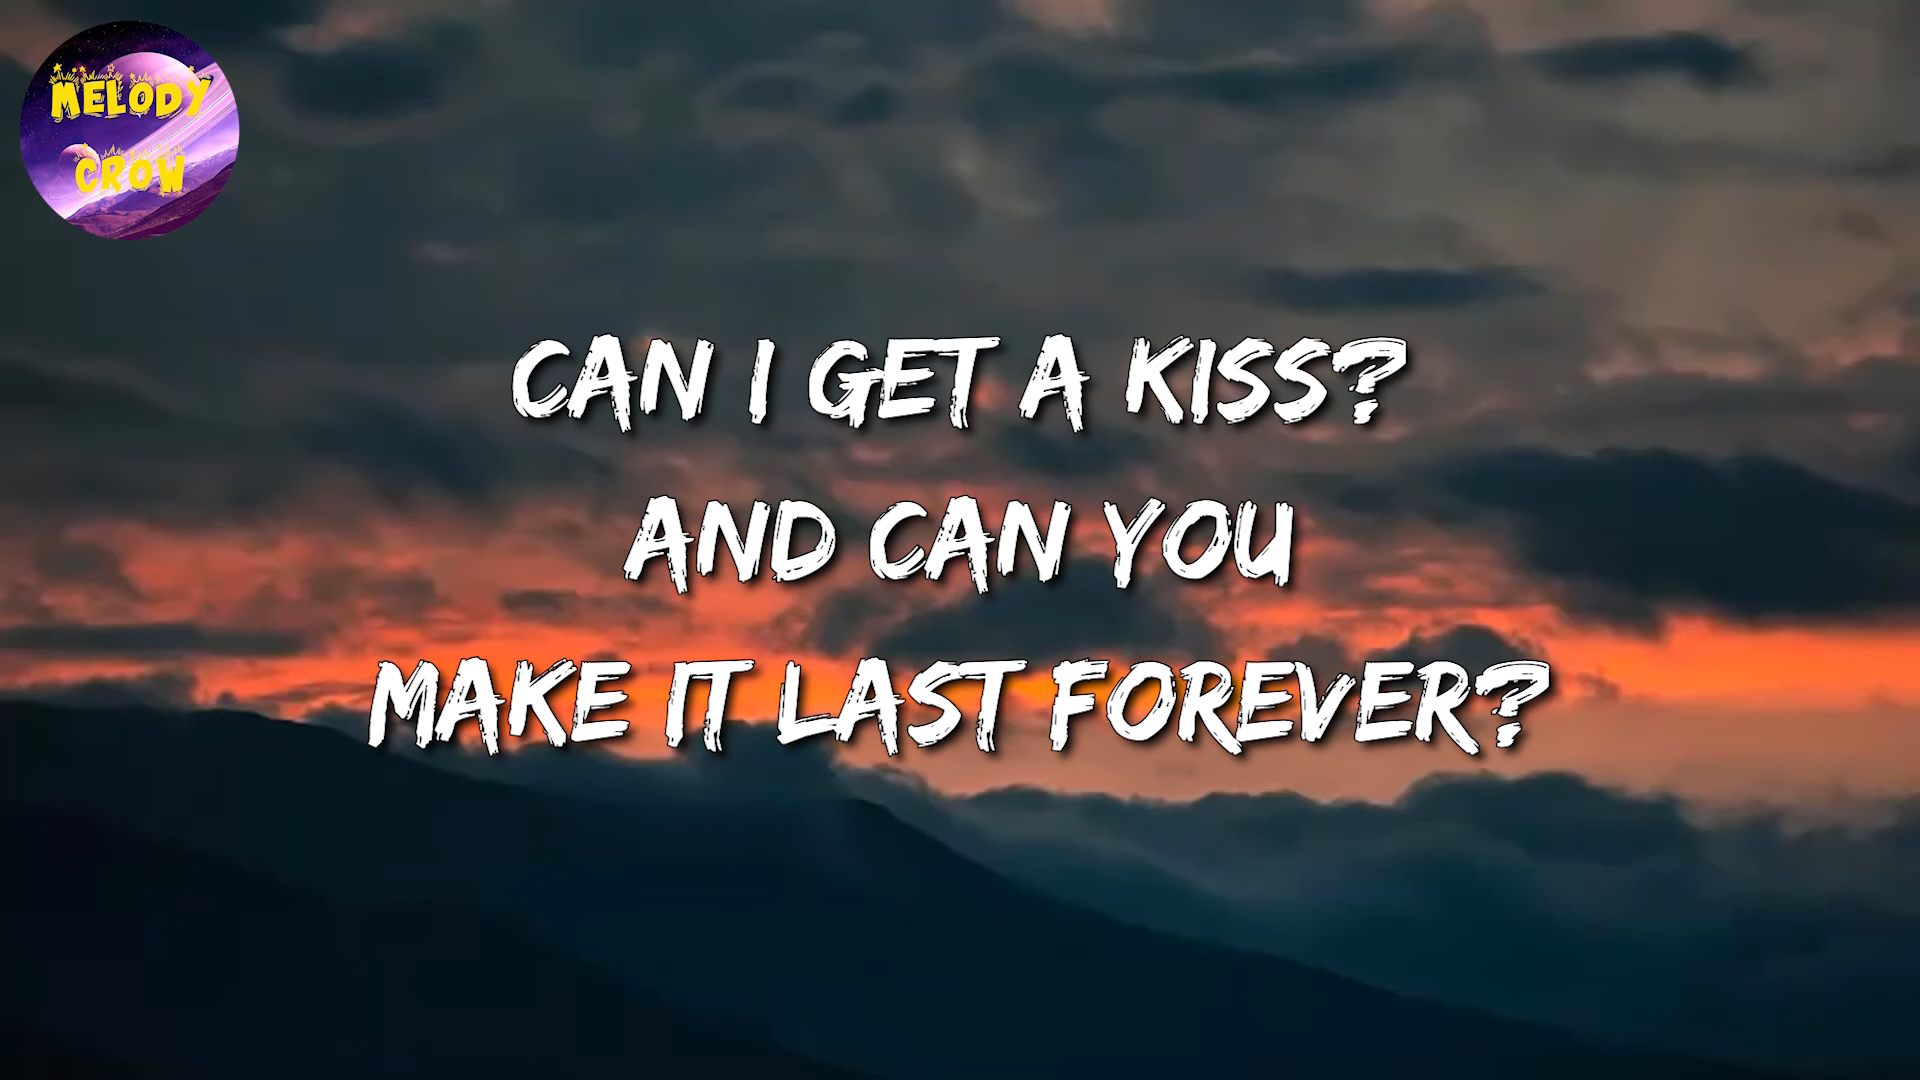 MELODY
CROW
CAN I GET A KISS?
AND CAN YOU
MAKE IT LAST FOREVER?